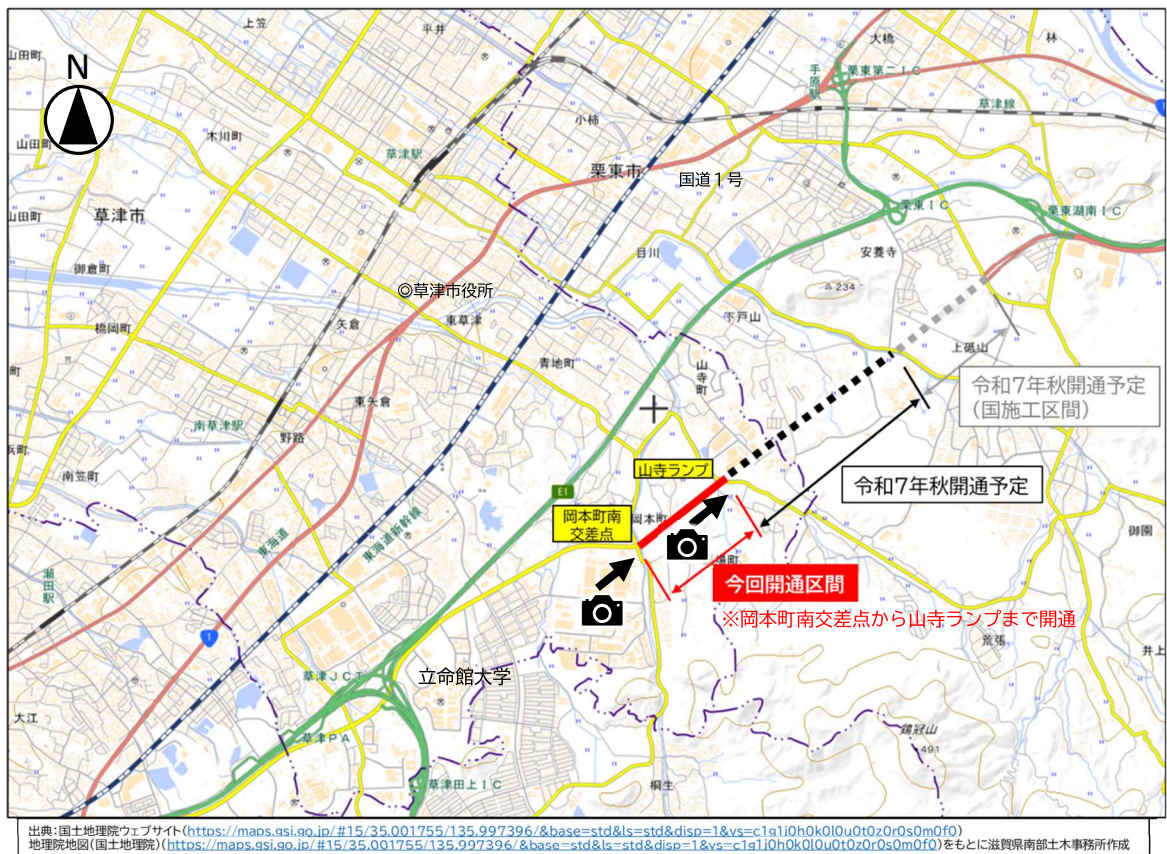 上笠
平井
大橋
林
山田町
N
手原駅
栗東第二IC
草津線
小柿
木川町
山田町
草津駅
栗東市
国道1号
山田町
草津市
栗東IC
栗東湖南IC
目川
安養寺
御倉町
234
◎草津市役所
矢倉
東草津
下戸山
橋岡町
上砥山
青地町
山寺町
令和7年秋開通予定
(国施工区間)
東矢倉
南草津駅
野路
浜町
南笠町
山寺ランプ
令和7年秋開通予定
E1
岡本町南
交差点
岡本町
御園
東海道
東海道新幹線
場町
瀬田駅
今回開通区間
※岡本町南交差点から山寺ランプまで開通
1
荒張
井上
草津JCT
立命館大学
大江
草津PA
鶏冠山
491
草津田上IC
桐生
出典:国土地理院ウェブサイト(https://maps.gsi.go.jp/#15/35.001755/135.997396/&base=std&ls=std&disp=1&vs=c1g1j0h0k0l0u0t0z0r0s0m0f0)
地理院地図(国土地理院)(https://maps.gsi.go.jp/#15/35.001755/135.997396/&base=std&ls=std&disp=1&vs=c1g1j0h0k0l0u0t0z0r0s0m0f0)をもとに滋賀県南部土木事務所作成